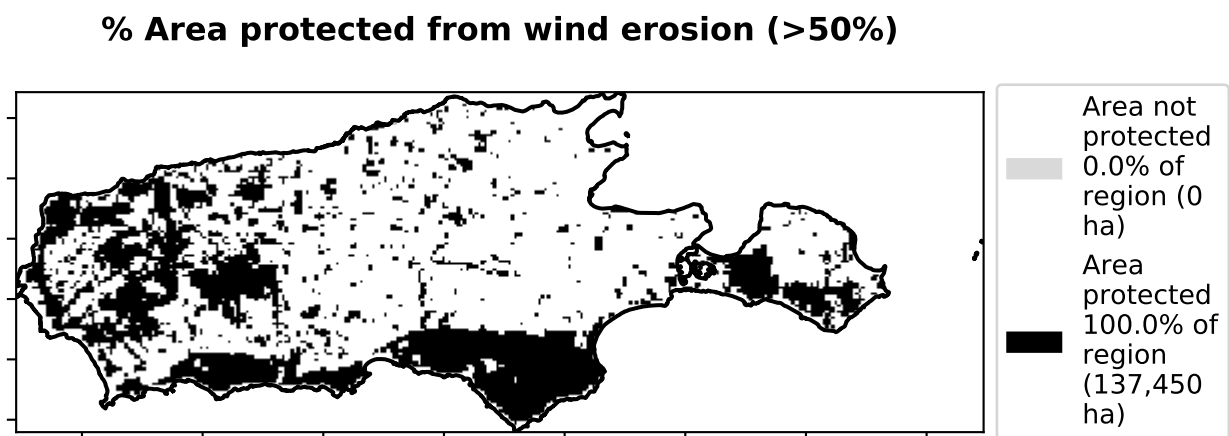 % Area protected from wind erosion (>50%)
Area not
protected
0.0% of
region (0
ha)
Area
protected
100.0% of
region
(137,450
ha)